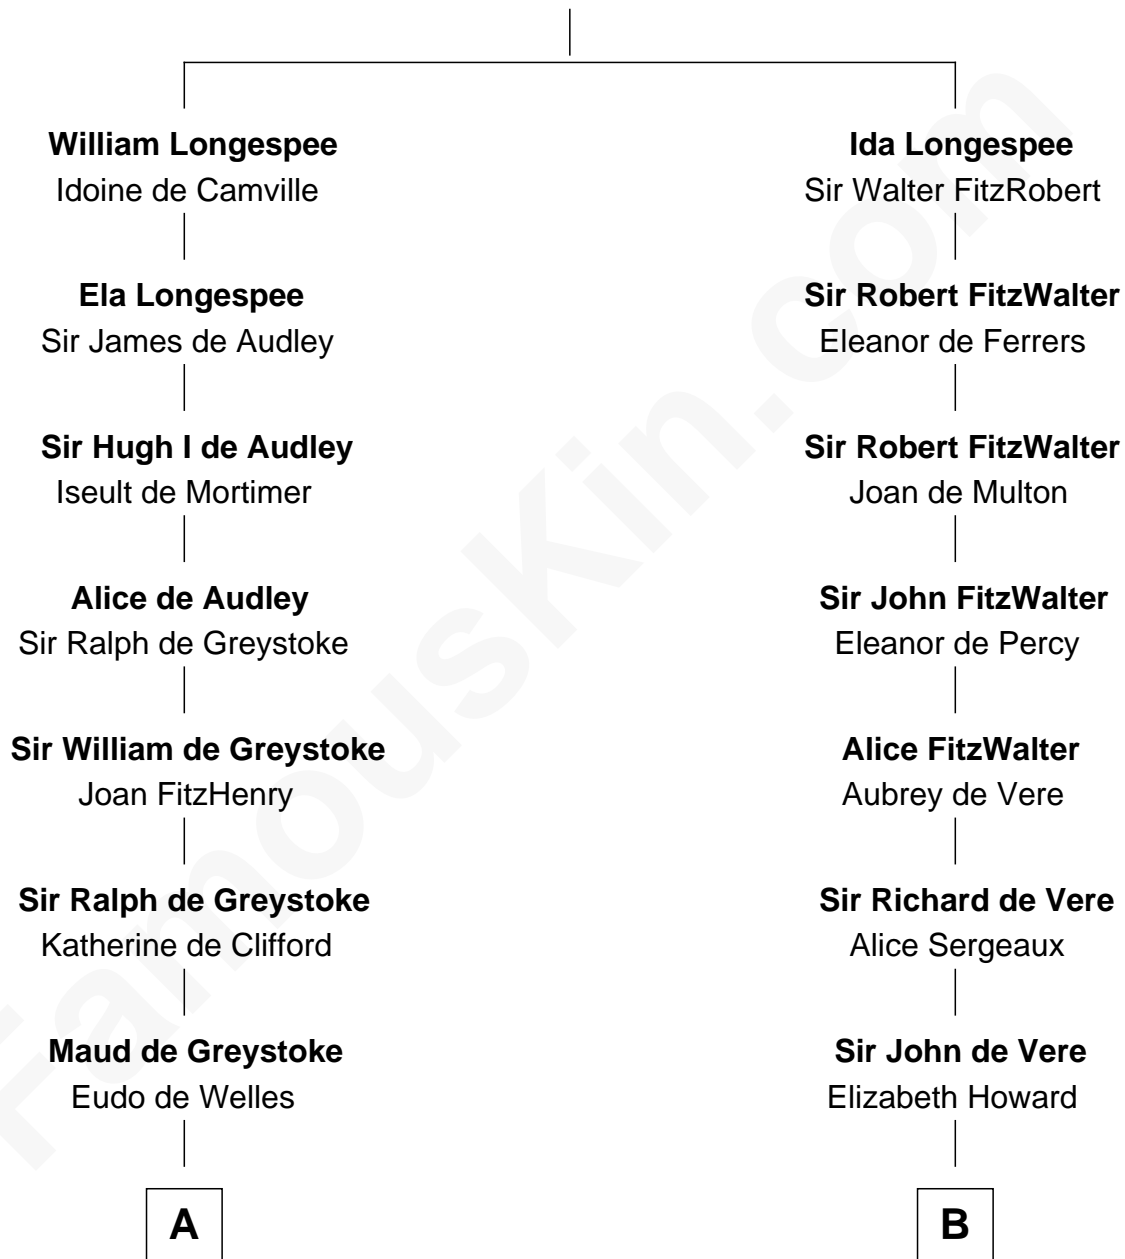 William Longespee
Idoine de Camville
Ela Longespee
Sir James de Audley
Sir Hugh I de Audley
Iseult de Mortimer
Alice de Audley
Sir Ralph de Greystoke
Sir William de Greystoke
Joan FitzHenry
Sir Ralph de Greystoke
Katherine de Clifford
Maud de Greystoke
Eudo de Welles
A
Ida Longespee
Sir Walter FitzRobert
Sir Robert FitzWalter
Eleanor de Ferrers
Sir Robert FitzWalter
Joan de Multon
Sir John FitzWalter
Eleanor de Percy
Alice FitzWalter
Aubrey de Vere
Sir Richard de Vere
Alice Sergeaux
Sir John de Vere
Elizabeth Howard
B
FamousKin.com